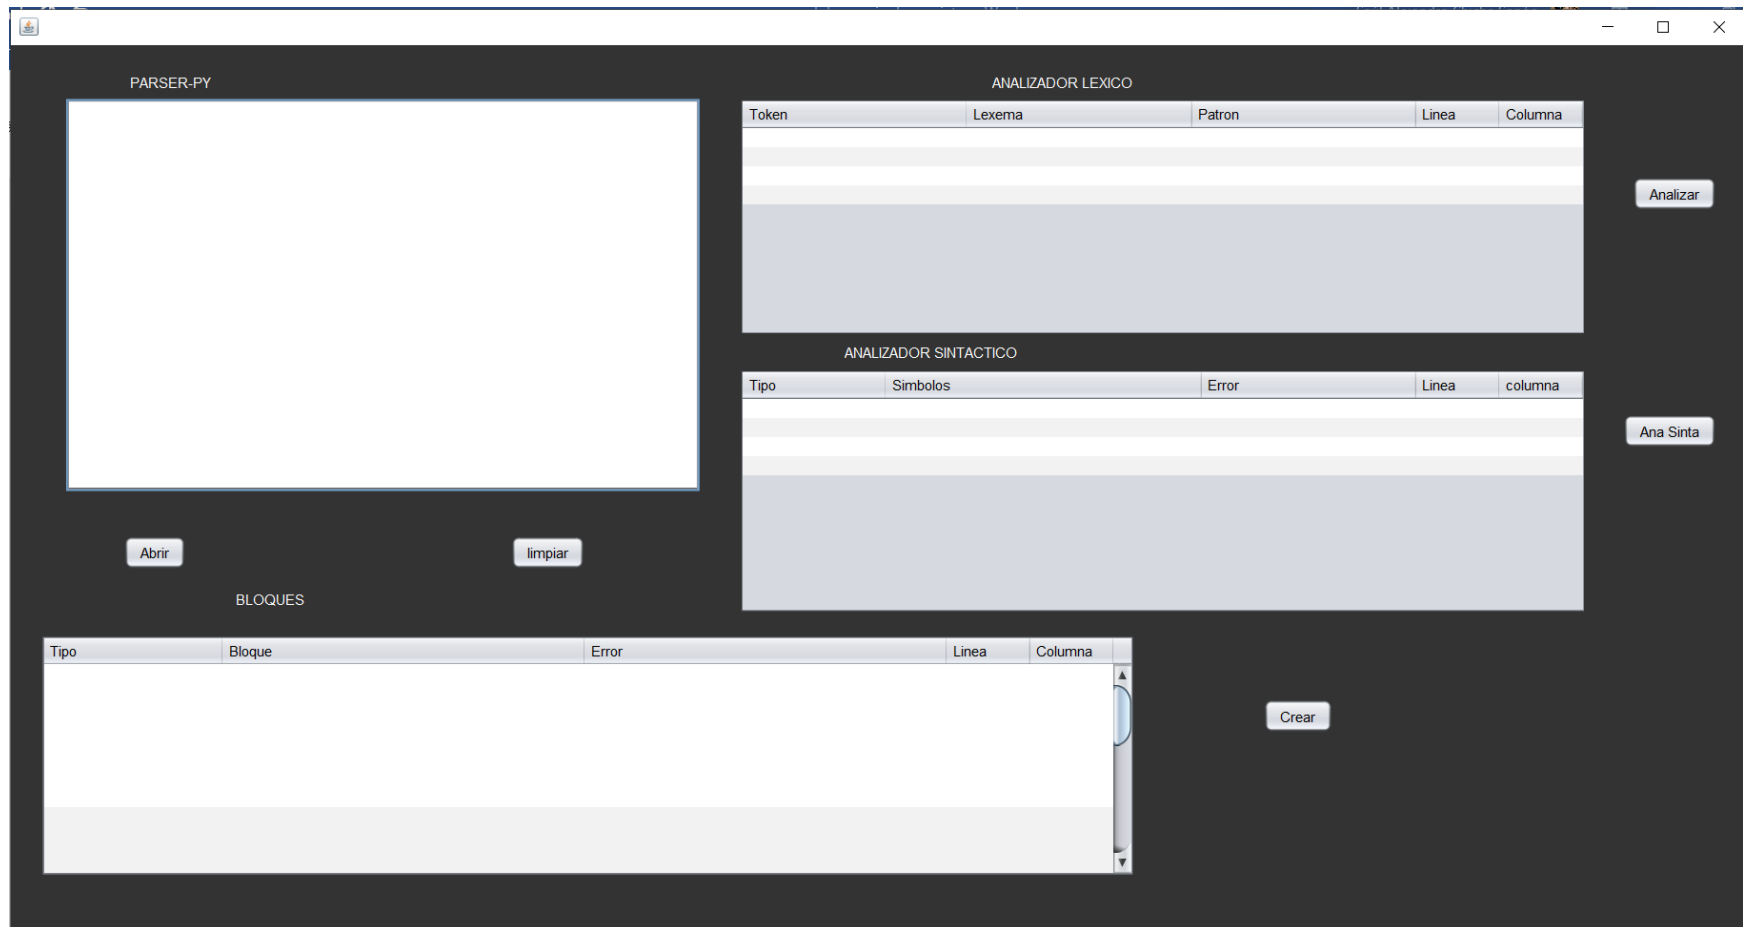 PARSER-PY
ANALIZADOR LEXICO
Token Lexema Patron Linea Columna
Analizar
ANALIZADOR SINTACTICO
Tipo Simbolos Error Linea columna
Ana Sinta
Abrir limpiar
BLOQUES
Tipo Bloque Error Linea Columna
Crear